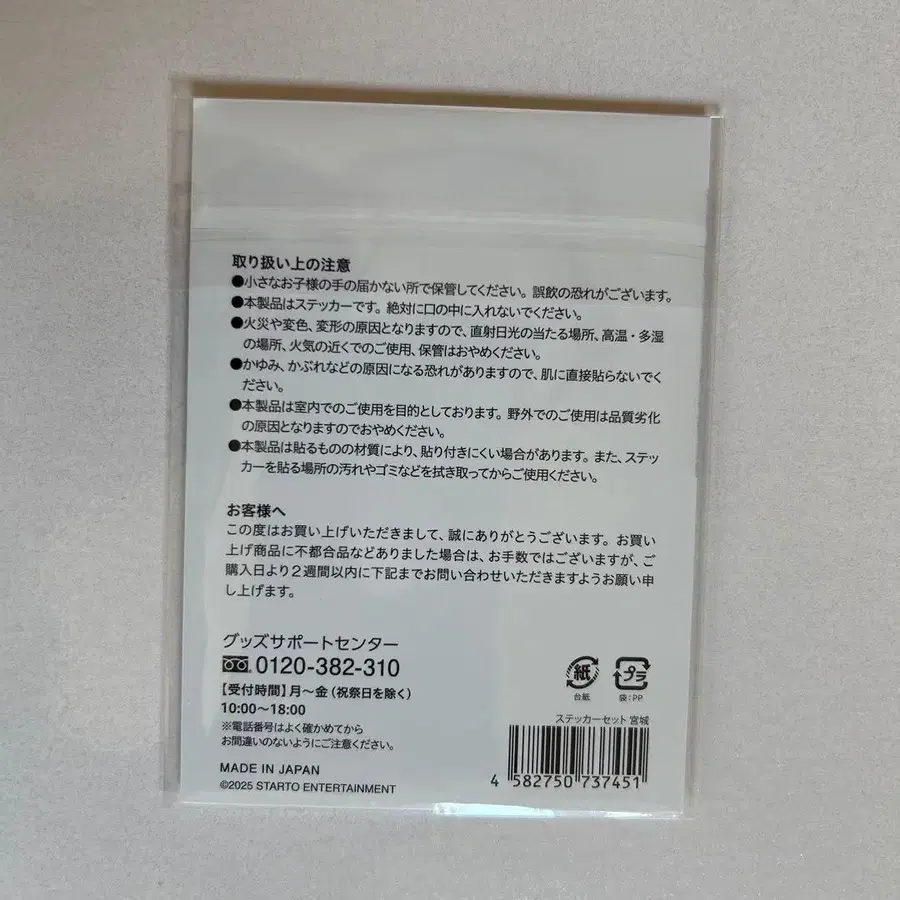 取り扱い上の注意
●小さなお子様の手の届かない所で保管してください。誤飲の恐れがございます。
●本製品はステッカーです。絶対に口の中に入れないでください。
●火災や変色、変形の原因となりますので、直射日光の当たる場所、高温・多湿
の場所、火気の近くでのご使用、保管はおやめください。
●かゆみ、かぶれなどの原因になる恐れがありますので、肌に直接貼らないでく
ださい。
●本製品は室内でのご使用を目的としております。野外でのご使用は品質劣化
の原因となりますのでおやめください。
●本製品は貼るものの材質により、貼り付きにくい場合があります。また、ステッ
カーを貼る場所の汚れやゴミなどを拭き取ってからご使用ください。
お客様へ
この度はお買い上げいただきまして、誠にありがとうございます。お買い
上げ商品に不都合品などありました場合は、お手数ではございますが、ご
購入日より2週間以内に下記までお問い合わせいただきますようお願い申
し上げます。
グッズサポートセンター
0120-382-310
【受付時間】月〜金（祝祭日を除く）
10:00〜18:00
※電話番号はよく確かめてから
お間違いのないようにご注意ください。
MADE IN JAPAN
©2025 STARTO ENTERTAINMENT
紙
台紙
プラ
袋:PP
ステッカーセット 宮城
4 582750 737451